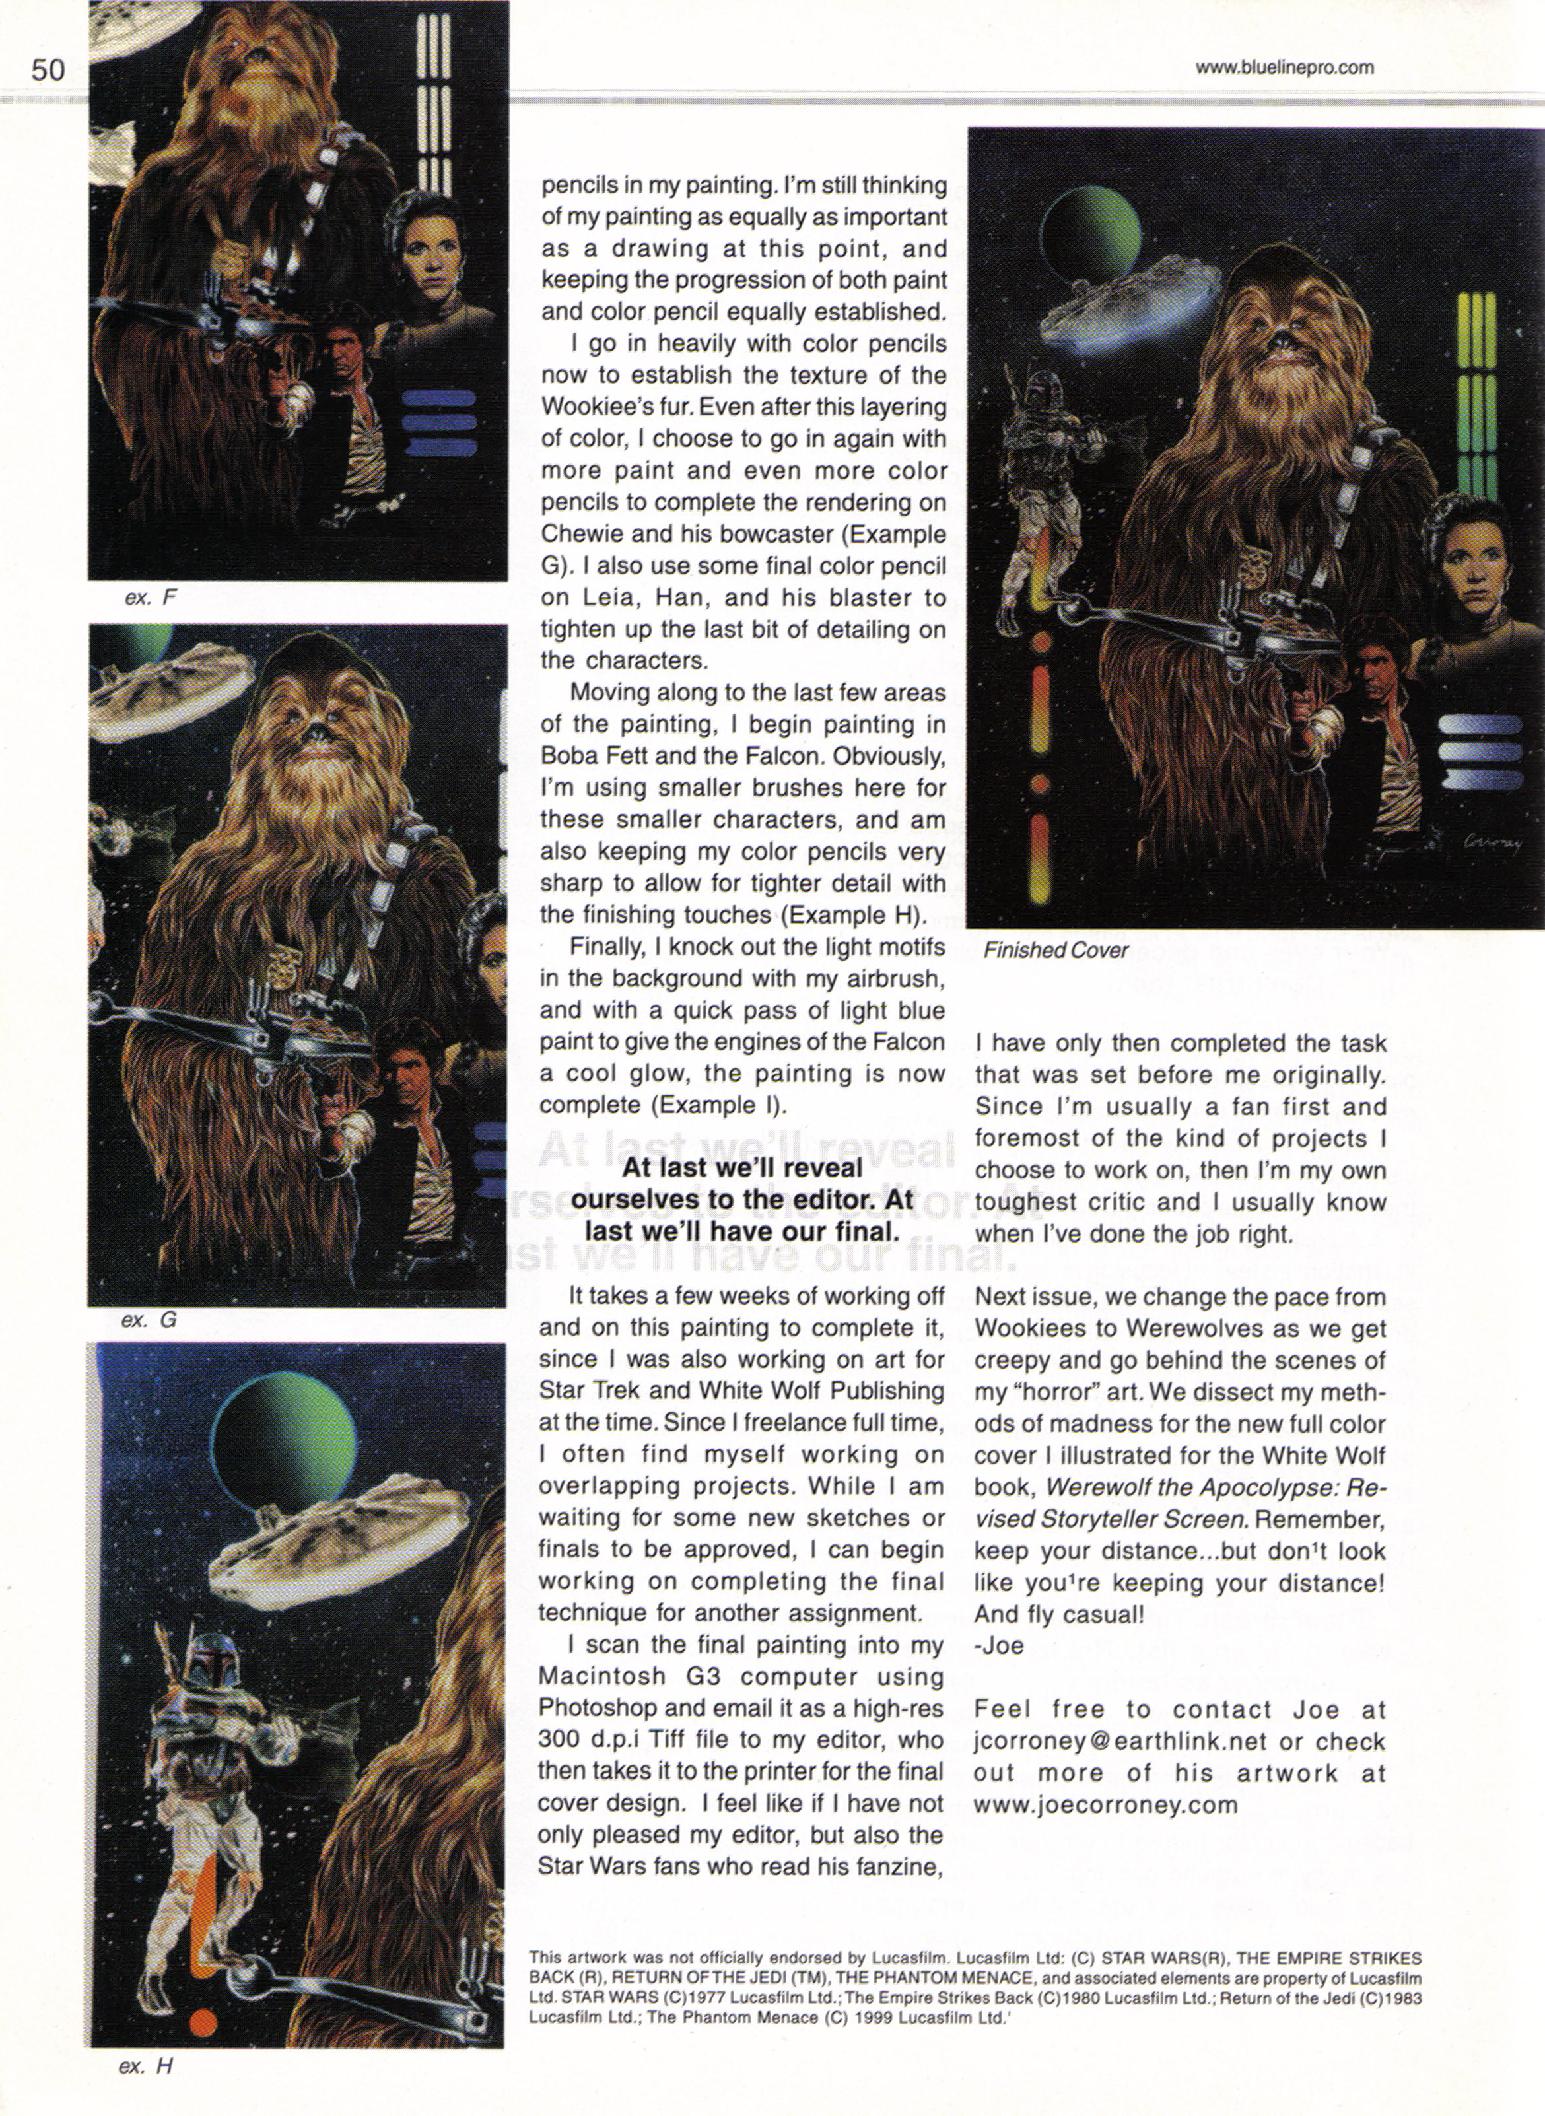 50
www.bluelinepro.com
ex. F
ex. G
ex. H
pencils in my painting. I'm still thinking
of my painting as equally as important
as a drawing at this point, and
keeping the progression of both paint
and color pencil equally established.
I go in heavily with color pencils
now to establish the texture of the
Wookiee's fur. Even after this layering
of color, I choose to go in again with
more paint and even more color
pencils to complete the rendering on
Chewie and his bowcaster (Example
G). I also use some final color pencil
on Leia, Han, and his blaster to
tighten up the last bit of detailing on
the characters.
Moving along to the last few areas
of the painting, I begin painting in
Boba Fett and the Falcon. Obviously,
I'm using smaller brushes here for
these smaller characters, and am
also keeping my color pencils very
sharp to allow for tighter detail with
the finishing touches (Example H).
Finally, I knock out the light motifs
in the background with my airbrush,
and with a quick pass of light blue
paint to give the engines of the Falcon
a cool glow, the painting is now
complete (Example I).
At last we'll reveal
ourselves to the editor. At
last we'll have our final.
At last we'll reveal
rselves to the editor. At
ast we'll have our final.
It takes a few weeks of working off
and on this painting to complete it,
since I was also working on art for
Star Trek and White Wolf Publishing
at the time. Since I freelance full time,
I often find myself working on
overlapping projects. While I am
waiting for some new sketches or
finals to be approved, I can begin
working on completing the final
technique for another assignment.
I scan the final painting into my
Macintosh G3 computer using
Photoshop and email it as a high-res
300 d.p.i Tiff file to my editor, who
then takes it to the printer for the final
cover design. I feel like if I have not
only pleased my editor, but also the
Star Wars fans who read his fanzine,
Corroney
Finished Cover
I have only then completed the task
that was set before me originally.
Since I'm usually a fan first and
foremost of the kind of projects I
choose to work on, then I'm my own
toughest critic and I usually know
when I've done the job right.
Next issue, we change the pace from
Wookiees to Werewolves as we get
creepy and go behind the scenes of
my “horror” art. We dissect my meth-
ods of madness for the new full color
cover I illustrated for the White Wolf
book, Werewolf the Apocolypse: Re-
vised Storyteller Screen. Remember,
keep your distance...but don¹t look
like you¹re keeping your distance!
And fly casual!
-Joe
Feel free to contact Joe at
jcorroney@earthlink.net or check
out more of his artwork at
www.joecorroney.com
This artwork was not officially endorsed by Lucasfilm. Lucasfilm Ltd: (C) STAR WARS(R), THE EMPIRE STRIKES
BACK (R), RETURN OF THE JEDI (TM), THE PHANTOM MENACE, and associated elements are property of Lucasfilm
Ltd. STAR WARS (C)1977 Lucasfilm Ltd.; The Empire Strikes Back (C)1980 Lucasfilm Ltd.; Return of the Jedi (C)1983
Lucasfilm Ltd.; The Phantom Menace (C) 1999 Lucasfilm Ltd.'